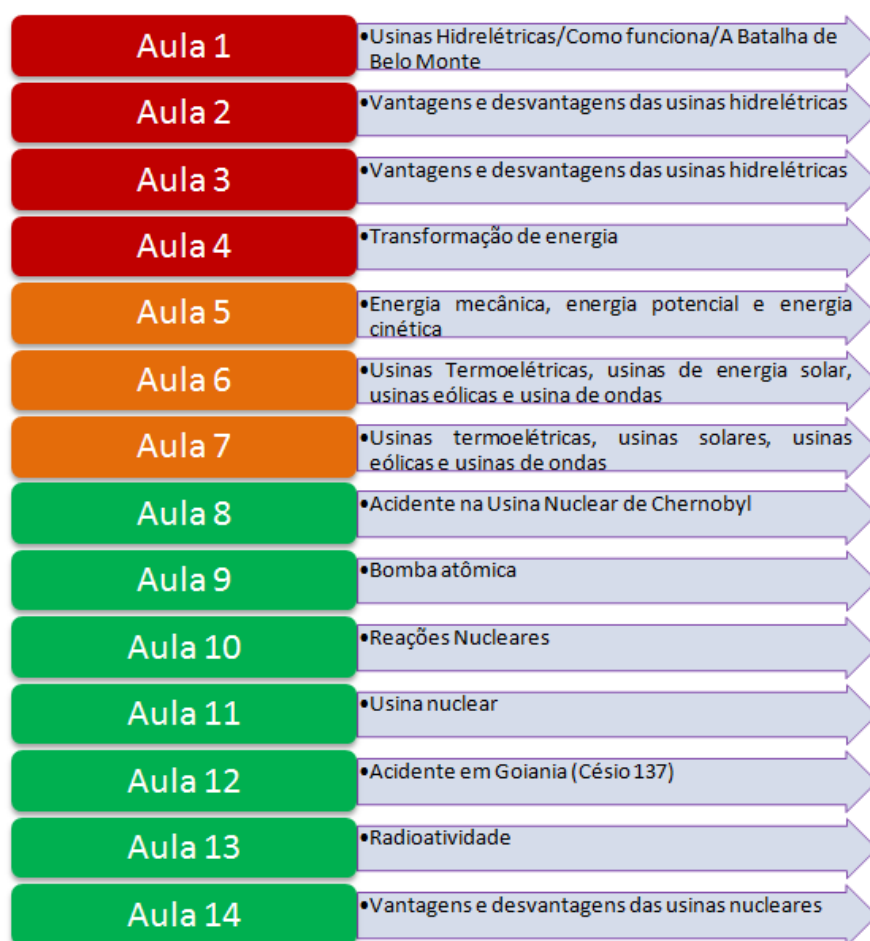 Aula 1
•Usinas Hidrelétricas/Como funciona/A Batalha de
Belo Monte
Aula 2
•Vantagens e desvantagens das usinas hidrelétricas
Aula 3
•Vantagens e desvantagens das usinas hidrelétricas
Aula 4
•Transformação de energia
Aula 5
•Energia mecânica, energia potencial e energia
cinética
Aula 6
•Usinas Termoelétricas, usinas de energia solar,
usinas eólicas e usina de ondas
Aula 7
•Usinas termoelétricas, usinas solares, usinas
eólicas e usinas de ondas
Aula 8
•Acidente na Usina Nuclear de Chernobyl
Aula 9
•Bomba atômica
Aula 10
•Reações Nucleares
Aula 11
•Usina nuclear
Aula 12
•Acidente em Goiania (Césio 137)
Aula 13
•Radioatividade
Aula 14
•Vantagens e desvantagens das usinas nucleares